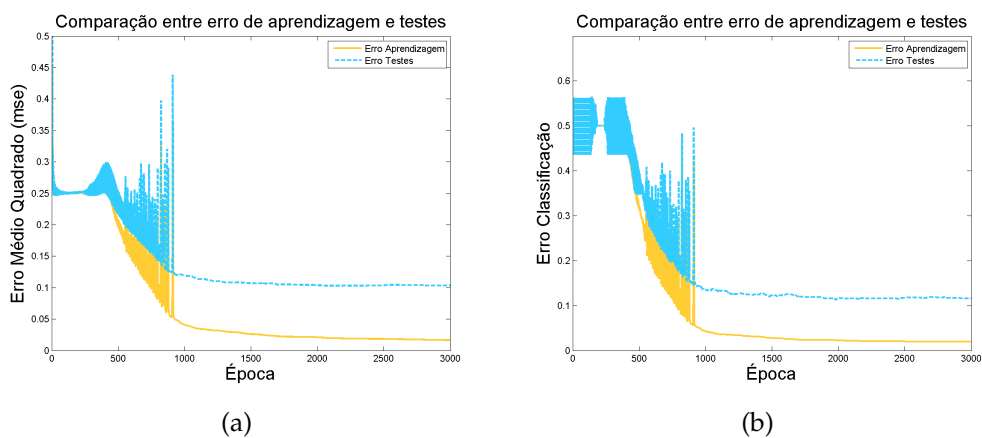 Comparação entre erro de aprendizagem e testes
Erro Médio Quadrado (mse)
0.5
0.45
0.4
0.35
0.3
0.25
0.2
0.15
0.1
0.05
0
Erro Aprendizagem
Erro Testes
0 500 1000 1500 2000 2500 3000
Época
(a)
Comparação entre erro de aprendizagem e testes
Erro Classificação
0.6
0.5
0.4
0.3
0.2
0.1
0
Erro Aprendizagem
Erro Testes
0 500 1000 1500 2000 2500 3000
Época
(b)